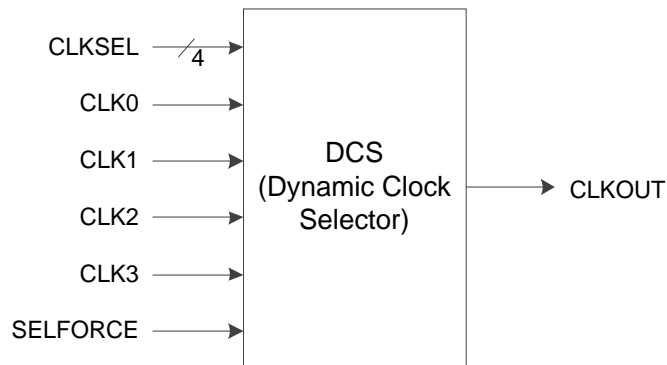 CLKSEL
4
CLK0
CLK1
CLK2
CLK3
SELFORCE
DCS
(Dynamic Clock
Selector)
CLKOUT